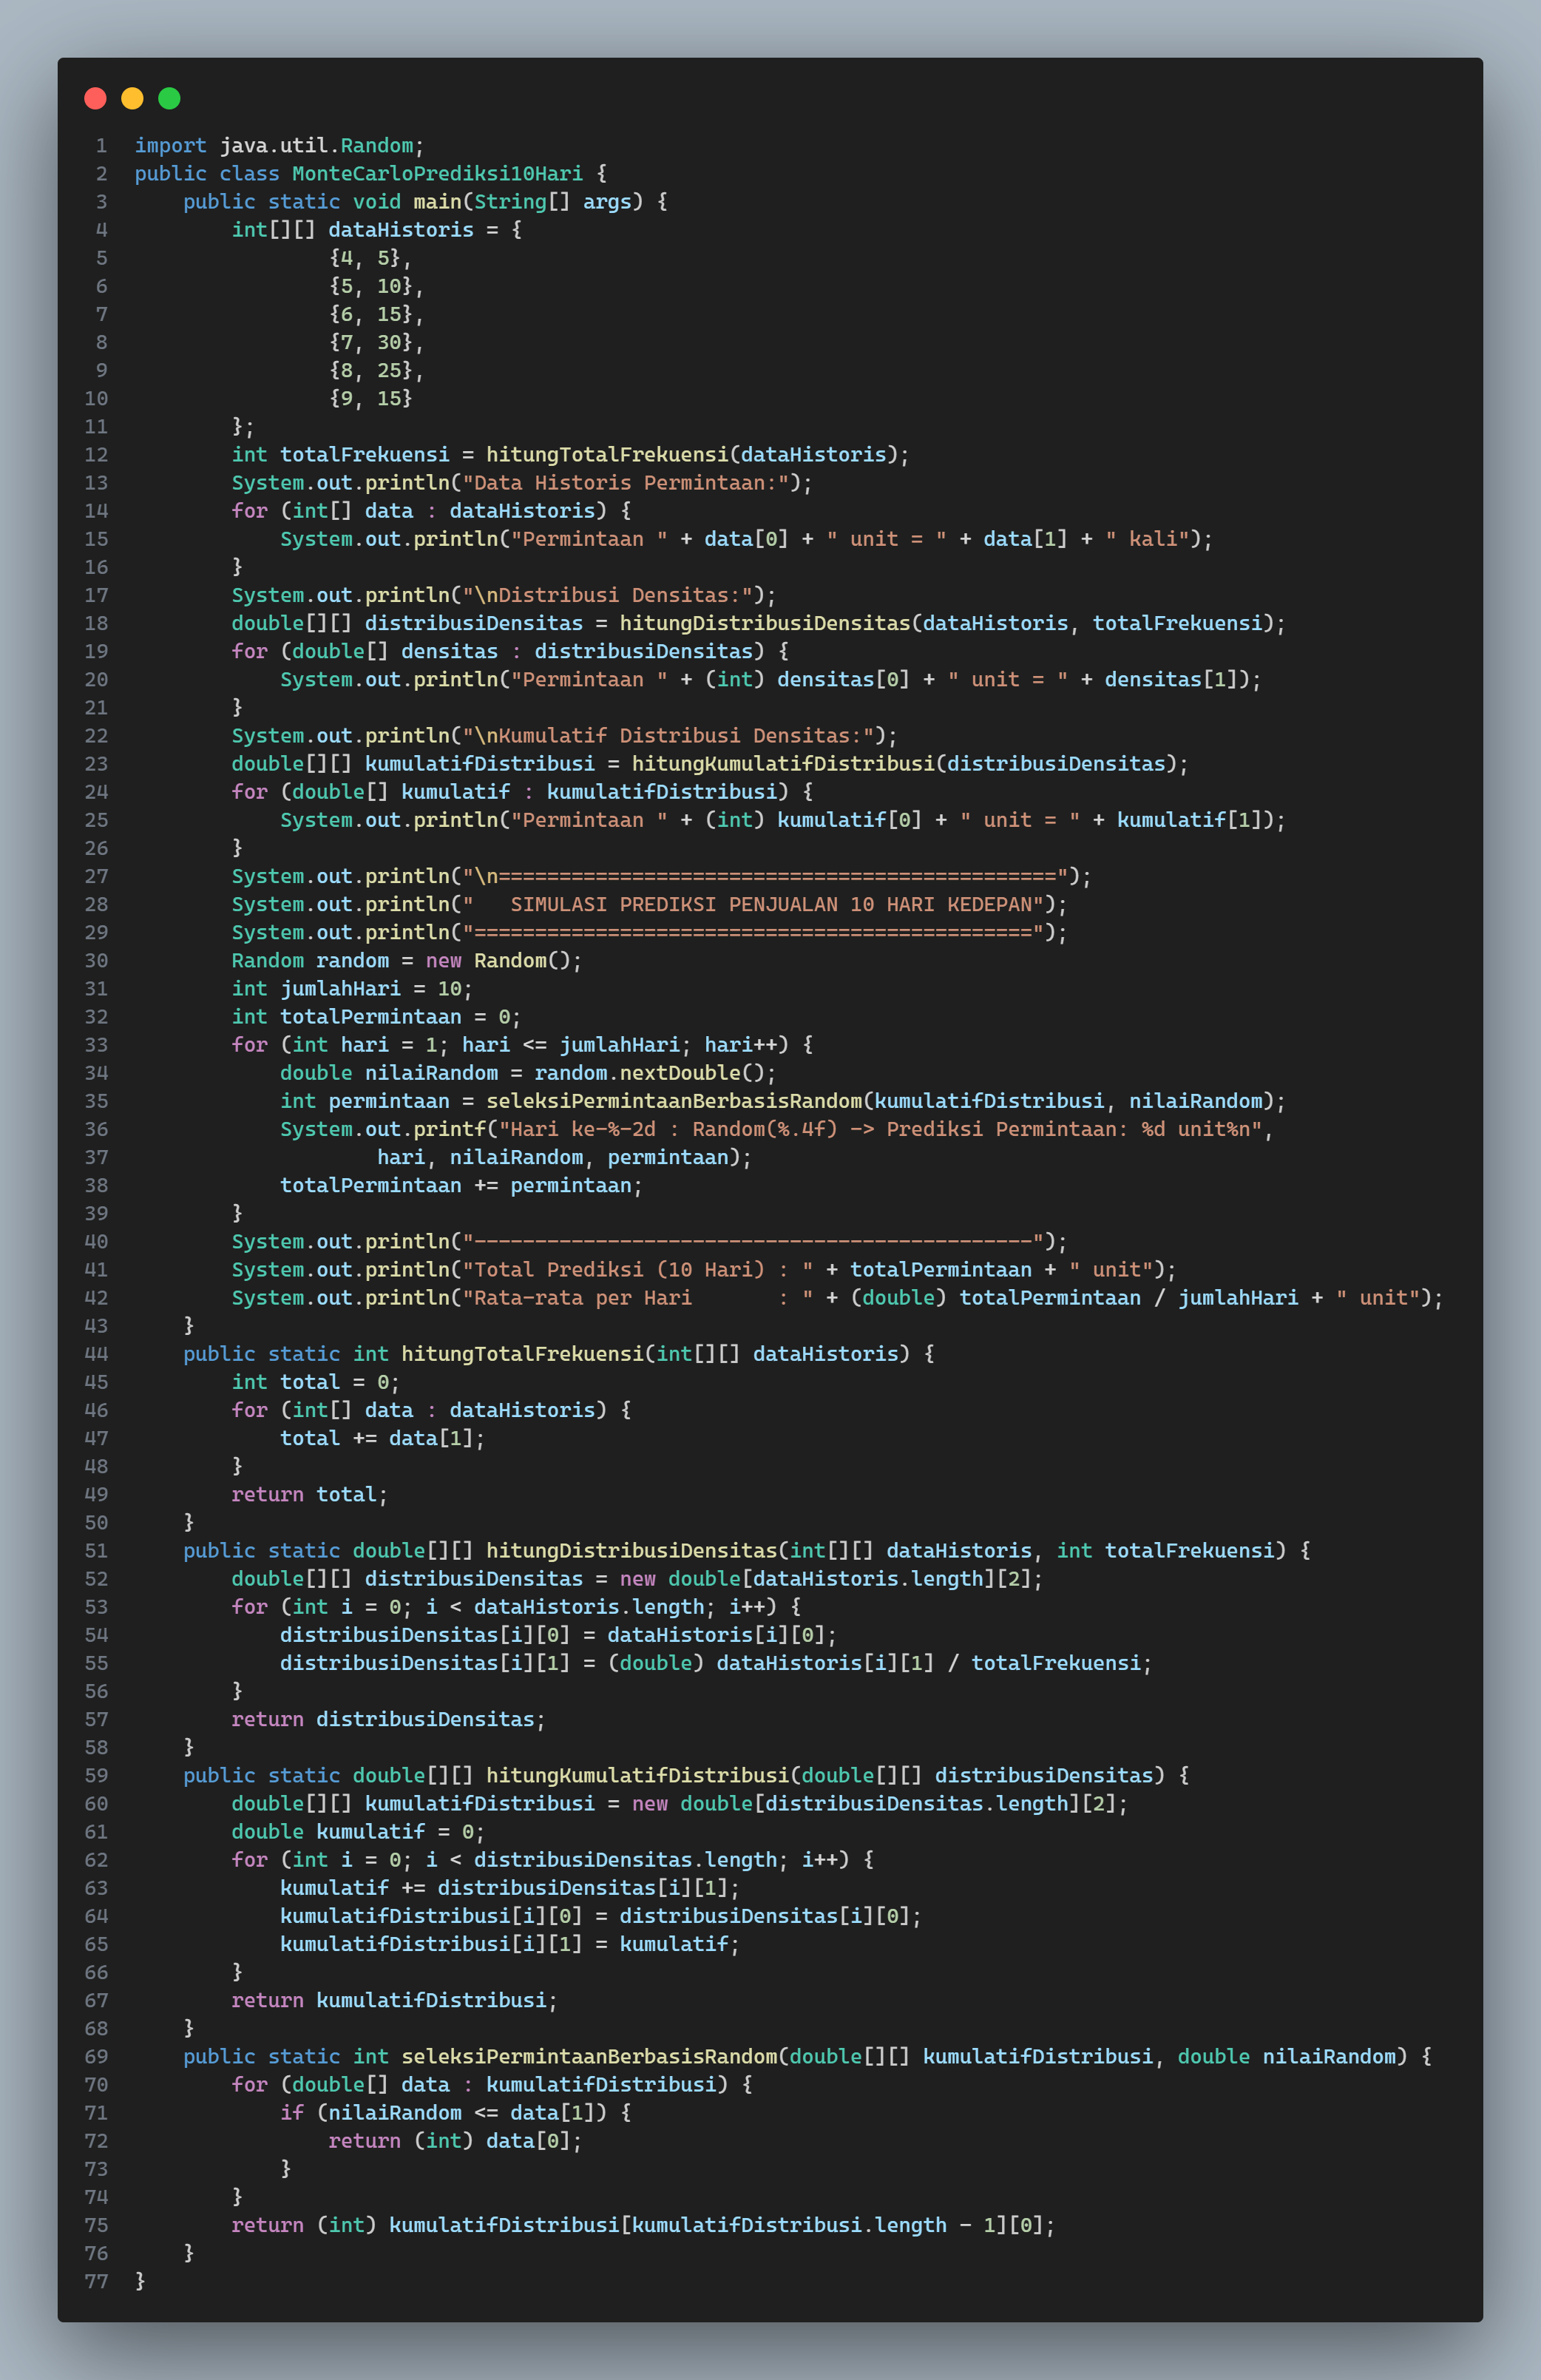 1 import java.util.Random;
2 public class MonteCarloPrediksi10Hari {
3     public static void main(String[] args) {
4         int[][] dataHistoris = {
5                 {4, 5},
6                 {5, 10},
7                 {6, 15},
8                 {7, 30},
9                 {8, 25},
10                 {9, 15}
11         };
12         int totalFrekuensi = hitungTotalFrekuensi(dataHistoris);
13         System.out.println("Data Historis Permintaan:");
14         for (int[] data : dataHistoris) {
15             System.out.println("Permintaan " + data[0] + " unit = " + data[1] + " kali");
16         }
17         System.out.println("\nDistribusi Densitas:");
18         double[][] distribusiDensitas = hitungDistribusiDensitas(dataHistoris, totalFrekuensi);
19         for (double[] densitas : distribusiDensitas) {
20             System.out.println("Permintaan " + (int) densitas[0] + " unit = " + densitas[1]);
21         }
22         System.out.println("\nKumulatif Distribusi Densitas:");
23         double[][] kumulatifDistribusi = hitungKumulatifDistribusi(distribusiDensitas);
24         for (double[] kumulatif : kumulatifDistribusi) {
25             System.out.println("Permintaan " + (int) kumulatif[0] + " unit = " + kumulatif[1]);
26         }
27         System.out.println("\n==============================================");
28         System.out.println("   SIMULASI PREDIKSI PENJUALAN 10 HARI KEDEPAN");
29         System.out.println("==============================================");
30         Random random = new Random();
31         int jumlahHari = 10;
32         int totalPermintaan = 0;
33         for (int hari = 1; hari <= jumlahHari; hari++) {
34             double nilaiRandom = random.nextDouble();
35             int permintaan = seleksiPermintaanBerbasisRandom(kumulatifDistribusi, nilaiRandom);
36             System.out.printf("Hari ke-%-2d : Random(%.4f) -> Prediksi Permintaan: %d unit%n",
37                     hari, nilaiRandom, permintaan);
38             totalPermintaan += permintaan;
39         }
40         System.out.println("----------------------------------------------");
41         System.out.println("Total Prediksi (10 Hari) : " + totalPermintaan + " unit");
42         System.out.println("Rata-rata per Hari       : " + (double) totalPermintaan / jumlahHari + " unit");
43     }
44     public static int hitungTotalFrekuensi(int[][] dataHistoris) {
45         int total = 0;
46         for (int[] data : dataHistoris) {
47             total += data[1];
48         }
49         return total;
50     }
51     public static double[][] hitungDistribusiDensitas(int[][] dataHistoris, int totalFrekuensi) {
52         double[][] distribusiDensitas = new double[dataHistoris.length][2];
53         for (int i = 0; i < dataHistoris.length; i++) {
54             distribusiDensitas[i][0] = dataHistoris[i][0];
55             distribusiDensitas[i][1] = (double) dataHistoris[i][1] / totalFrekuensi;
56         }
57         return distribusiDensitas;
58     }
59     public static double[][] hitungKumulatifDistribusi(double[][] distribusiDensitas) {
60         double[][] kumulatifDistribusi = new double[distribusiDensitas.length][2];
61         double kumulatif = 0;
62         for (int i = 0; i < distribusiDensitas.length; i++) {
63             kumulatif += distribusiDensitas[i][1];
64             kumulatifDistribusi[i][0] = distribusiDensitas[i][0];
65             kumulatifDistribusi[i][1] = kumulatif;
66         }
67         return kumulatifDistribusi;
68     }
69     public static int seleksiPermintaanBerbasisRandom(double[][] kumulatifDistribusi, double nilaiRandom) {
70         for (double[] data : kumulatifDistribusi) {
71             if (nilaiRandom <= data[1]) {
72                 return (int) data[0];
73             }
74         }
75         return (int) kumulatifDistribusi[kumulatifDistribusi.length - 1][0];
76     }
77 }